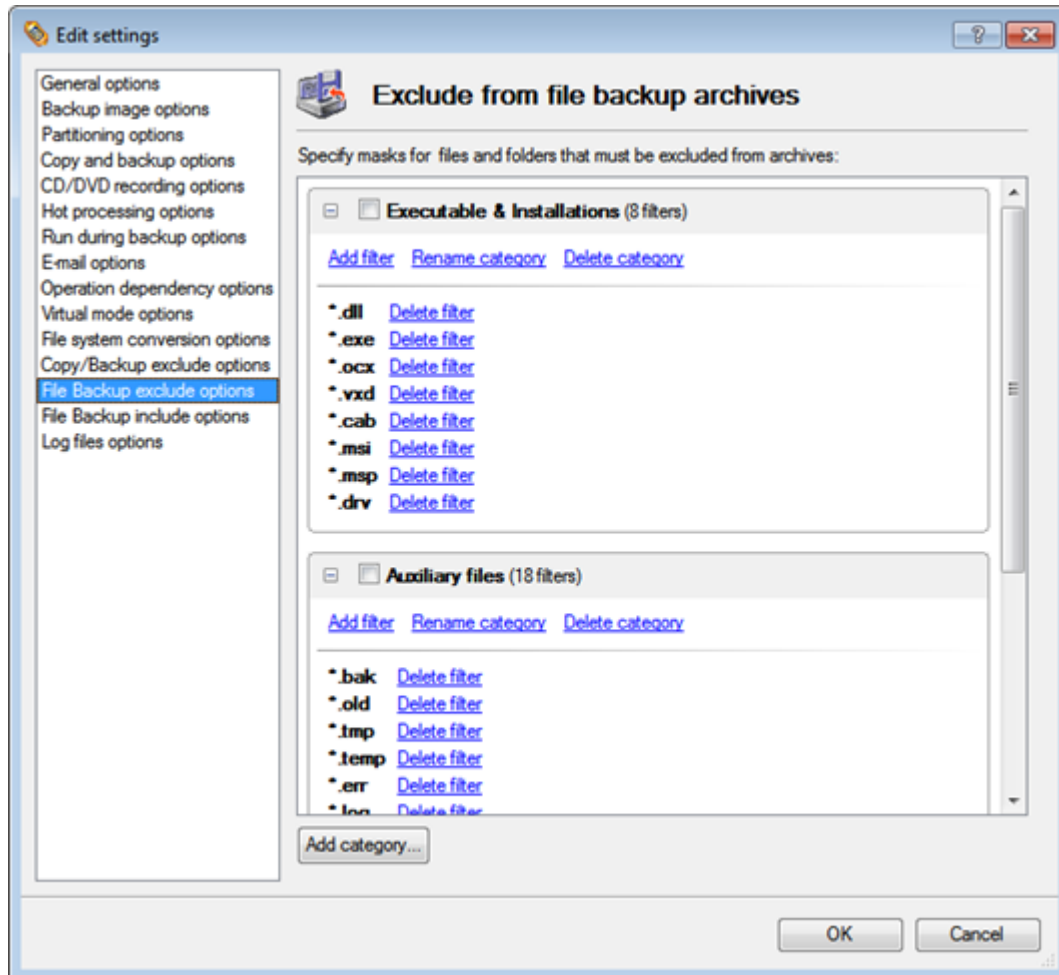 Edit settings
General options
Backup image options
Partitioning options
Copy and backup options
CD/DVD recording options
Hot processing options
Run during backup options
E-mail options
Operation dependency options
Virtual mode options
File system conversion options
Copy/Backup exclude options
File Backup exclude options
File Backup include options
Log files options
Exclude from file backup archives
Specify masks for files and folders that must be excluded from archives:
Executable & Installations (8 filters)
Add filter Rename category Delete category
*.dll Delete filter
*.exe Delete filter
*.ocx Delete filter
*.vxd Delete filter
*.cab Delete filter
*.msi Delete filter
*.msp Delete filter
*.drv Delete filter
Auxiliary files (18 filters)
Add filter Rename category Delete category
*.bak Delete filter
*.old Delete filter
*.tmp Delete filter
*.temp Delete filter
*.err Delete filter
*.log Delete filter
Add category...
OK Cancel